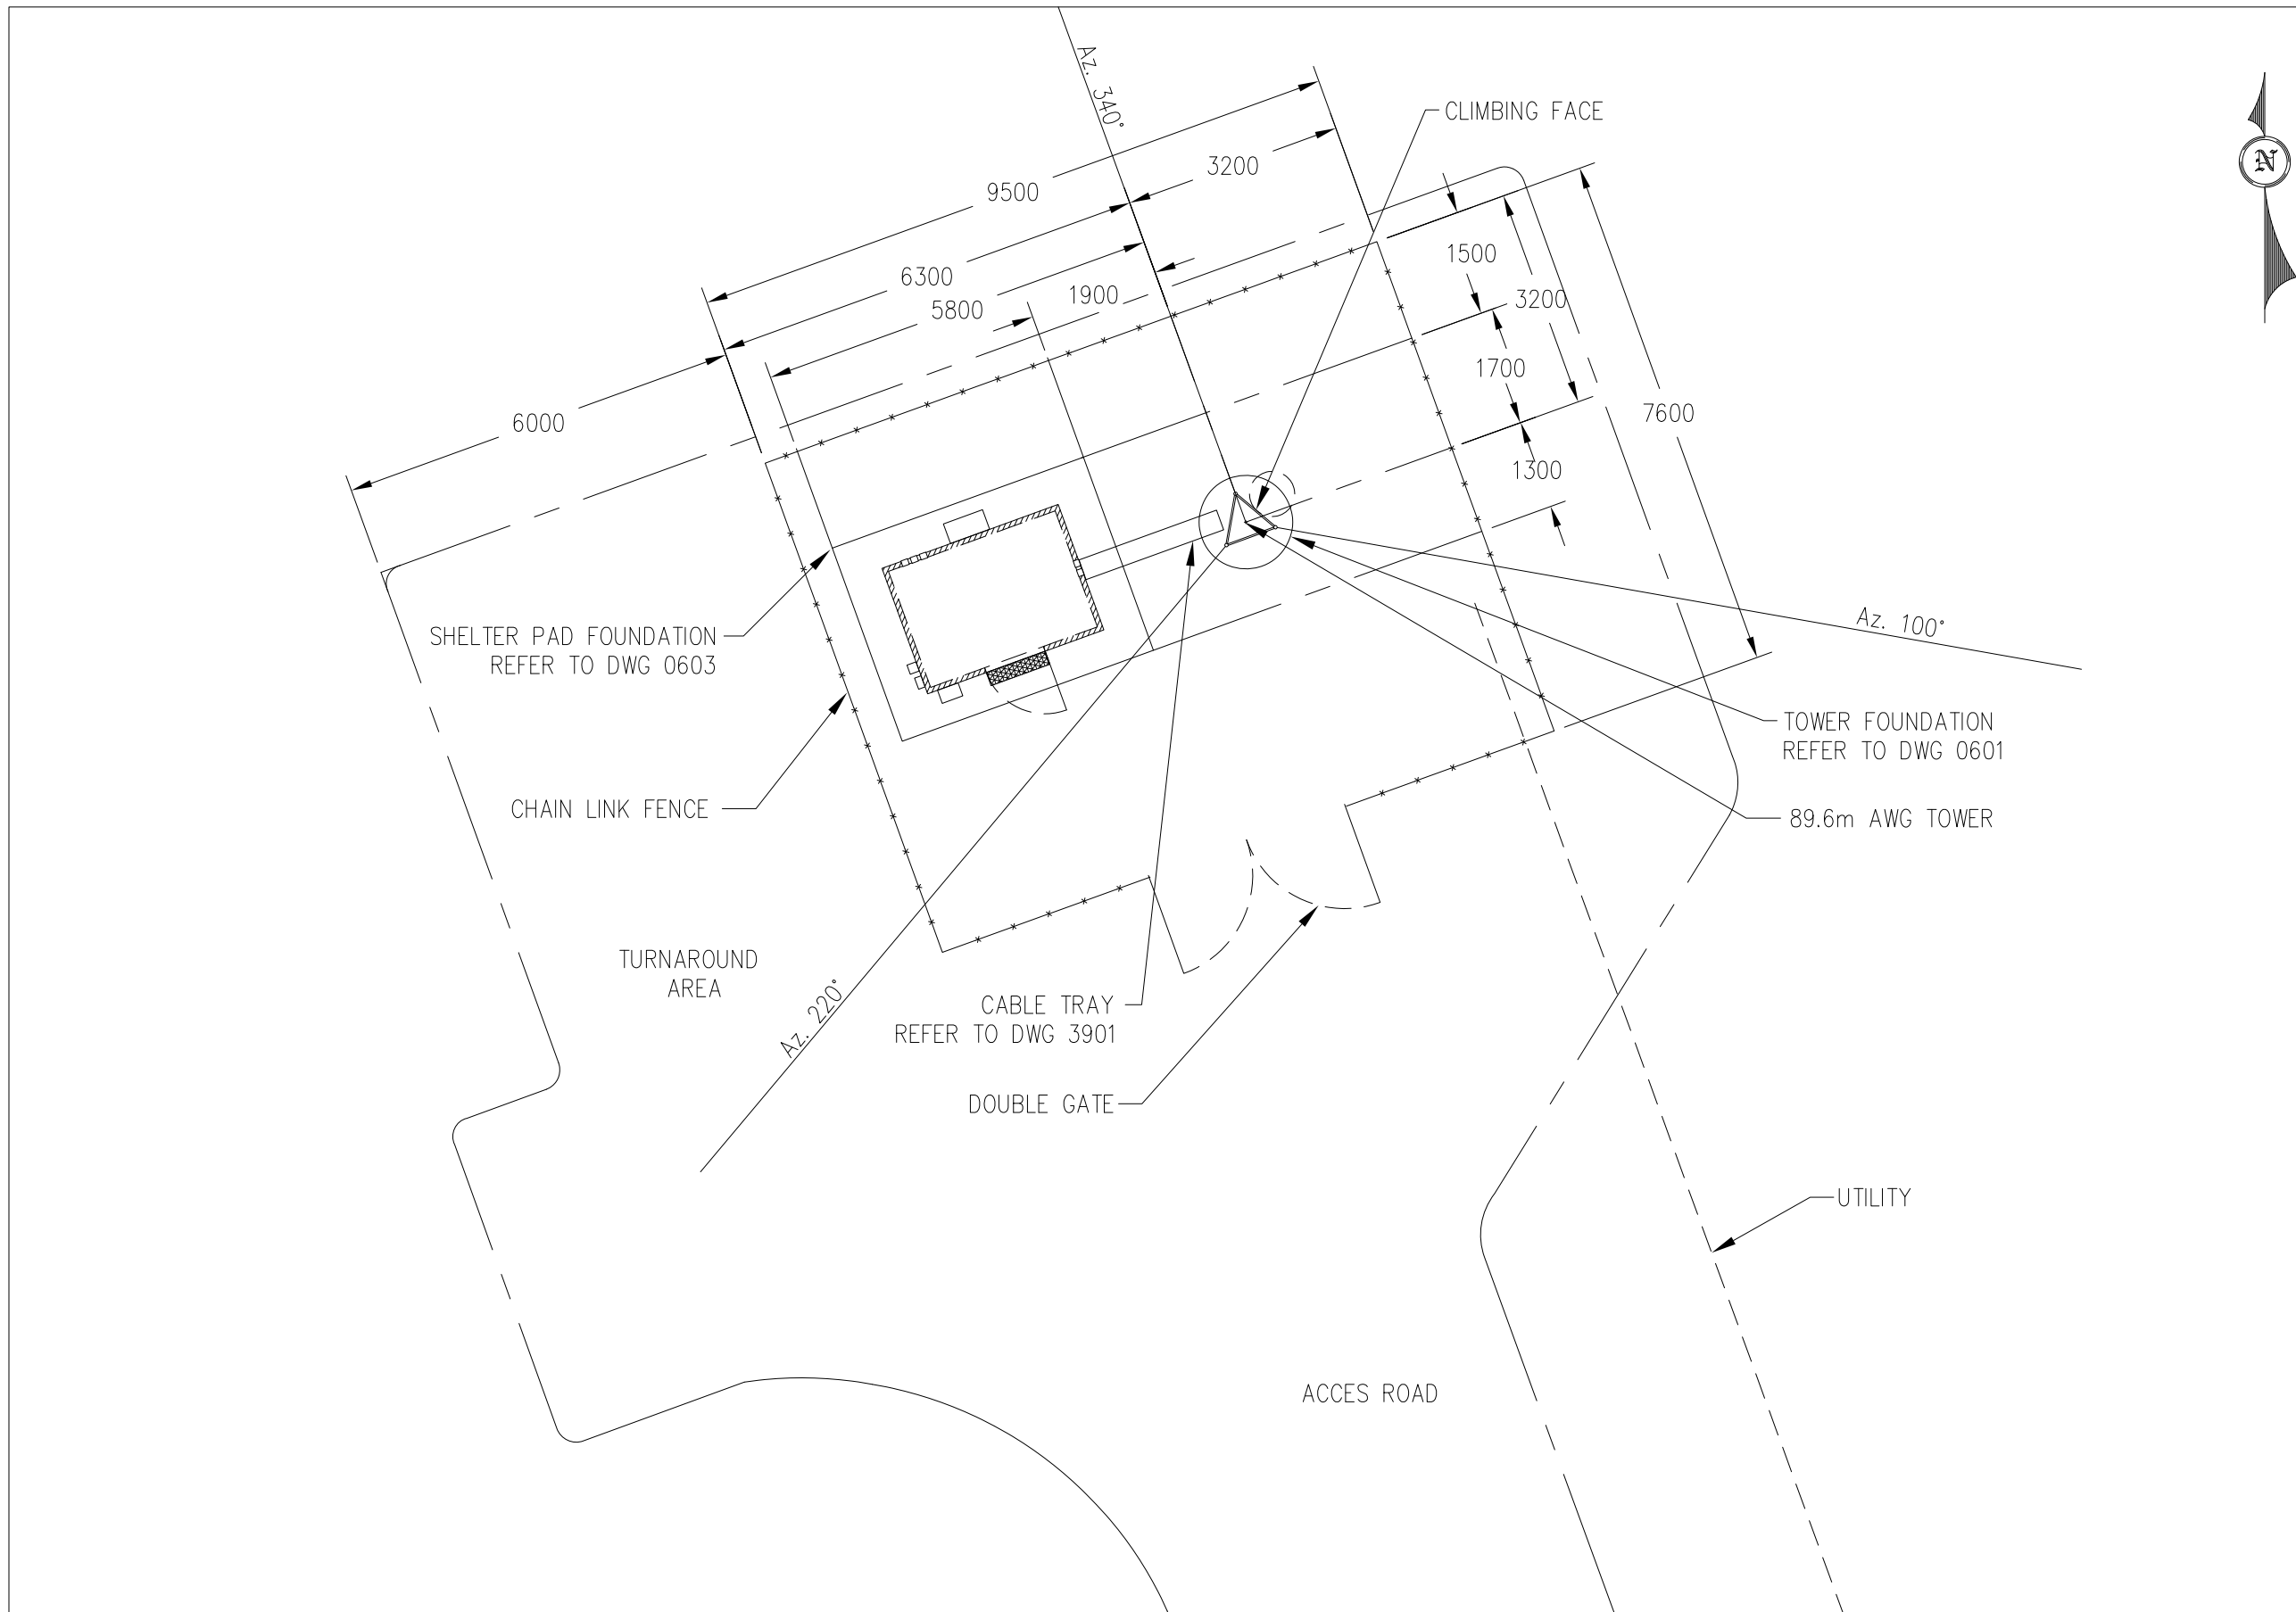 Az. 340°
CLIMBING FACE
3200
9500
N
6300
1500
1900
5800
3200
1700
7600
6000
1300
Az. 100°
SHELTER PAD FOUNDATION
REFER TO DWG 0603
TOWER FOUNDATION
REFER TO DWG 0601
CHAIN LINK FENCE
89.6m AWG TOWER
TURNAROUND
AREA
Az. 220°
CABLE TRAY
REFER TO DWG 3901
DOUBLE GATE
UTILITY
ACCES ROAD